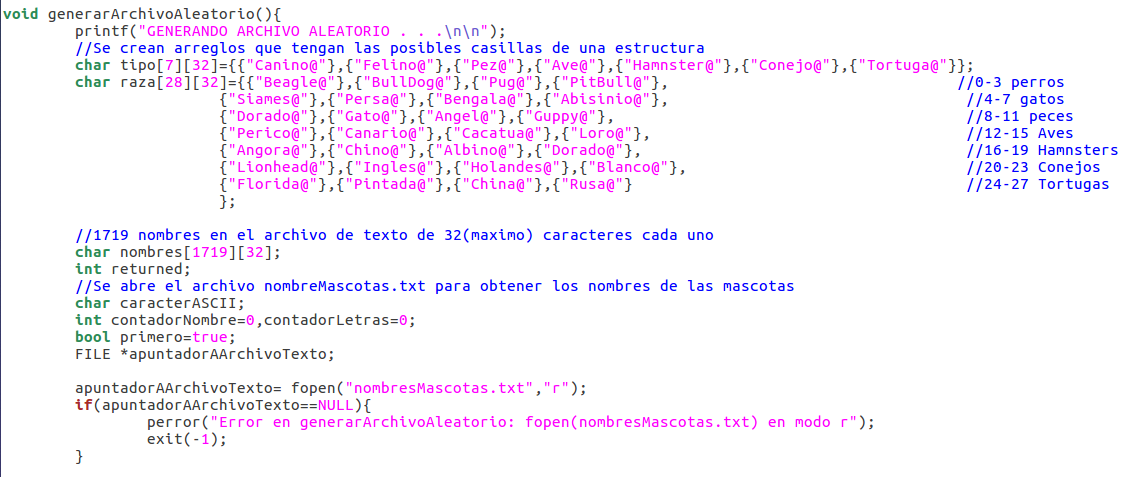 void generarArchivoAleatorio(){
printf("GENERANDO ARCHIVO ALEATORIO . . .\n\n");
//Se crean arreglos que tengan las posibles casillas de una estructura
char tipo[7][32]={{"Canino@"},{"Felino@"},{"Pez@"},{"Ave@"},{"Hamnster@"},{"Conejo@"},{"Tortuga@"}};
char raza[28][32]={{"Beagle@"},{"BullDog@"},{"Pug@"},{"PitBull@"}, //0-3 perros
{"Siames@"},{"Persa@"},{"Bengala@"},{"Abisinio@"}, //4-7 gatos
{"Dorado@"},{"Gato@"},{"Angel@"},{"Guppy@"}, //8-11 peces
{"Perico@"},{"Canario@"},{"Cacatua@"},{"Loro@"}, //12-15 Aves
{"Angora@"},{"Chino@"},{"Albino@"},{"Dorado@"}, //16-19 Hamnsters
{"Lionhead@"},{"Ingles@"},{"Holandes@"},{"Blanco@"}, //20-23 Conejos
{"Florida@"},{"Pintada@"},{"China@"},{"Rusa@"} //24-27 Tortugas
};
//1719 nombres en el archivo de texto de 32(maximo) caracteres cada uno
char nombres[1719][32];
int returned;
//Se abre el archivo nombreMascotas.txt para obtener los nombres de las mascotas
char caracterASCII;
int contadorNombre=0,contadorLetras=0;
bool primero=true;
FILE *apuntadorAArchivoTexto;
apuntadorAArchivoTexto= fopen("nombresMascotas.txt","r");
if(apuntadorAArchivoTexto==NULL){
perror("Error en generarArchivoAleatorio: fopen(nombresMascotas.txt) en modo r");
exit(-1);
}